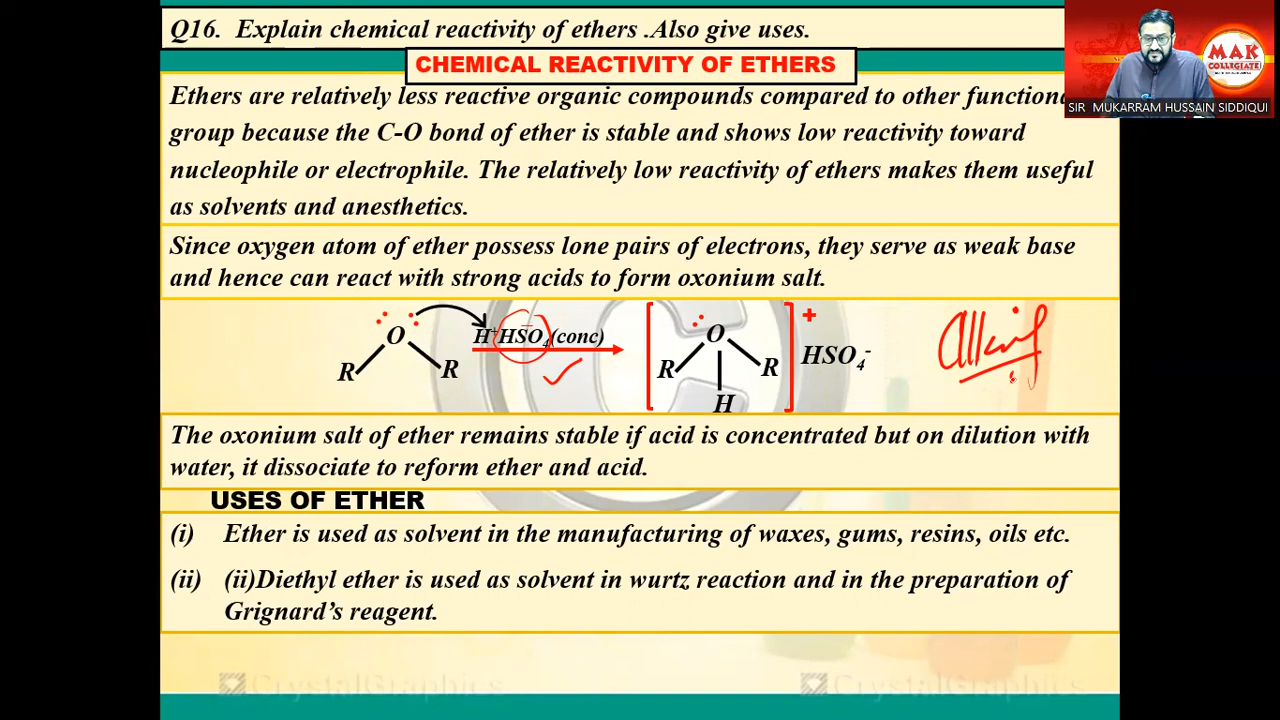 Q16. Explain chemical reactivity of ethers .Also give uses.
CHEMICAL REACTIVITY OF ETHERS
MAK
COLLEGIATE
SIR MUKARRAM HUSSAIN SIDDIQUI
Ethers are relatively less reactive organic compounds compared to other function
group because the C-O bond of ether is stable and shows low reactivity toward
nucleophile or electrophile. The relatively low reactivity of ethers makes them useful
as solvents and anesthetics.
Since oxygen atom of ether possess lone pairs of electrons, they serve as weak base
and hence can react with strong acids to form oxonium salt.
R O R
H⁺HSO₄⁻(conc)
[R O R H]⁺ HSO₄⁻
The oxonium salt of ether remains stable if acid is concentrated but on dilution with
water, it dissociate to reform ether and acid.
USES OF ETHER
(i) Ether is used as solvent in the manufacturing of waxes, gums, resins, oils etc.
(ii) (ii)Diethyl ether is used as solvent in wurtz reaction and in the preparation of
Grignard's reagent.
CrystalGraphics CrystalGraphics